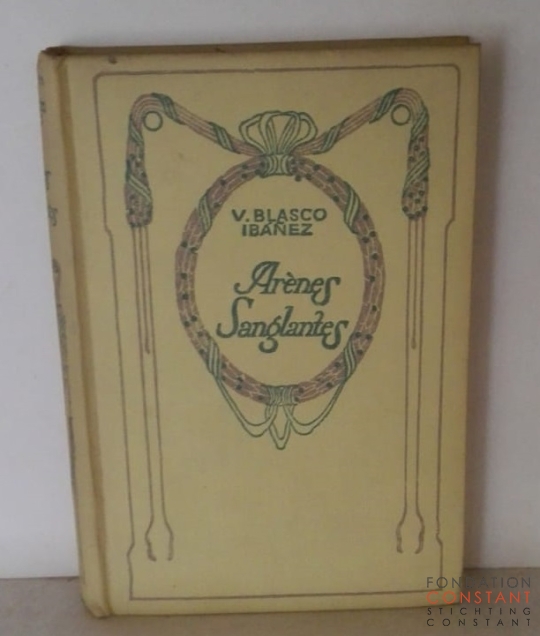 V. BLASCO
IBAÑEZ
Arènes
Sanglantes
FONDATION
CONSTANT
STICHTING
CONSTANT